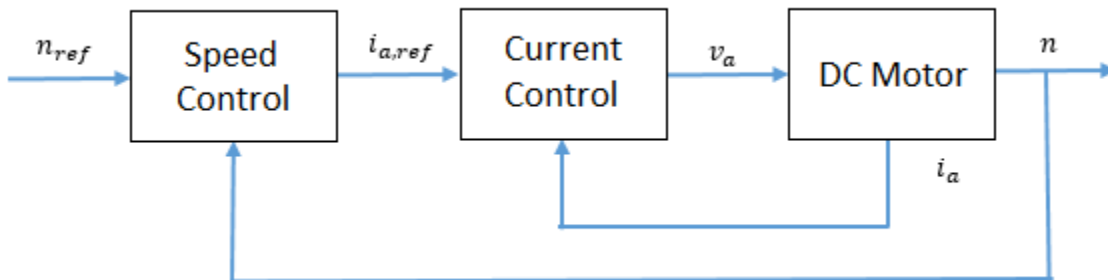 n_ref
Speed
Control
i_a,ref
Current
Control
v_a
DC Motor
n
i_a